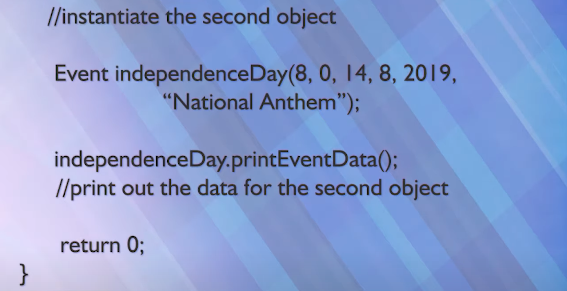 //instantiate the second object
Event independenceDay(8, 0, 14, 8, 2019,
“National Anthem”);
independenceDay.printEventData();
//print out the data for the second object
return 0;
}